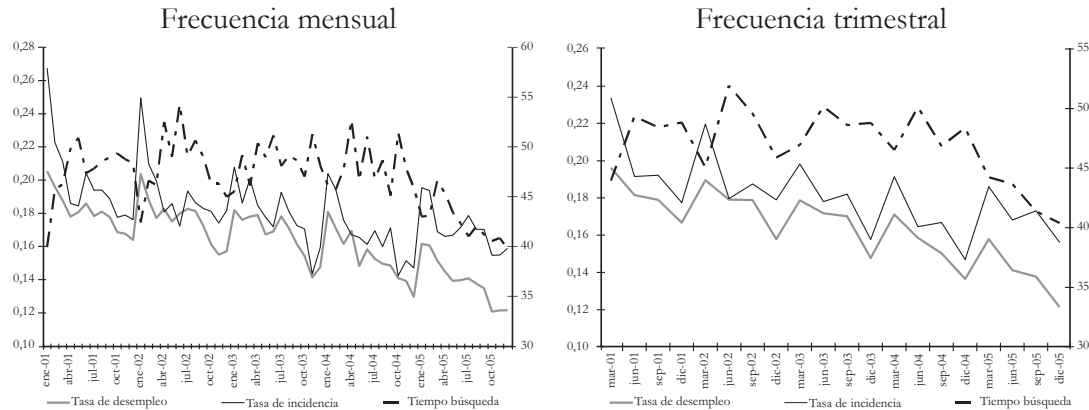 Frecuencia mensual
0,28
0,26
0,24
0,22
0,20
0,18
0,16
0,14
0,12
0,10
60
55
50
45
40
35
30
ene-01
abr-01
jul-01
oct-01
ene-02
abr-02
jul-02
oct-02
ene-03
abr-03
jul-03
oct-03
ene-04
abr-04
jul-04
oct-04
ene-05
abr-05
jul-05
oct-05
Tasa de desempleo
Tasa de incidencia
Tiempo búsqueda
Frecuencia trimestral
0,26
0,24
0,22
0,20
0,18
0,16
0,14
0,12
0,10
55
50
45
40
35
30
mar-01
jun-01
sep-01
dic-01
mar-02
jun-02
sep-02
dic-02
mar-03
jun-03
sep-03
dic-03
mar-04
jun-04
sep-04
dic-04
mar-05
jun-05
sep-05
dic-05
Tasa de desempleo
Tasa de incidencia
Tiempo búsqueda